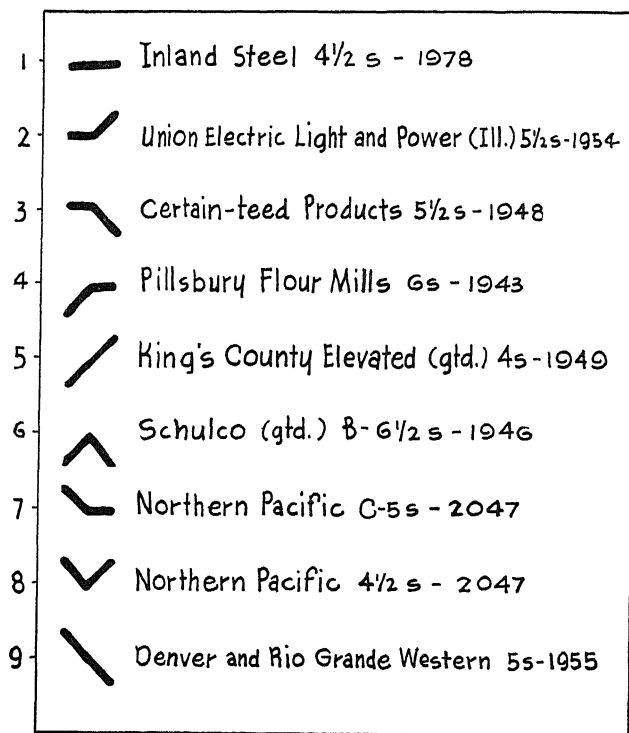 1 Inland Steel 4½ s - 1978
2 Union Electric Light and Power (Ill.) 5½s-1954
3 Certain-teed Products 5½s-1948
4 Pillsbury Flour Mills 6s - 1943
5 King's County Elevated (gtd.) 4s-1949
6 Schulco (gtd.) B-6½ s - 1946
7 Northern Pacific C-5s - 2047
8 Northern Pacific 4½ s - 2047
9 Denver and Rio Grande Western 5s-1955